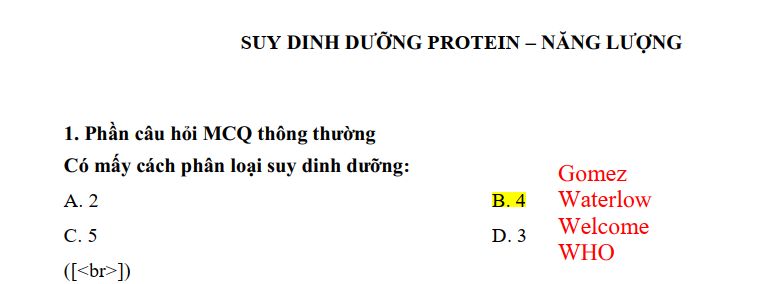 SUY DINH DƯỠNG PROTEIN – NĂNG LƯỢNG
1. Phần câu hỏi MCQ thông thường
Có mấy cách phân loại suy dinh dưỡng:
A. 2
B. 4
C. 5
D. 3
([<br>])
Gomez
Waterlow
Welcome
WHO